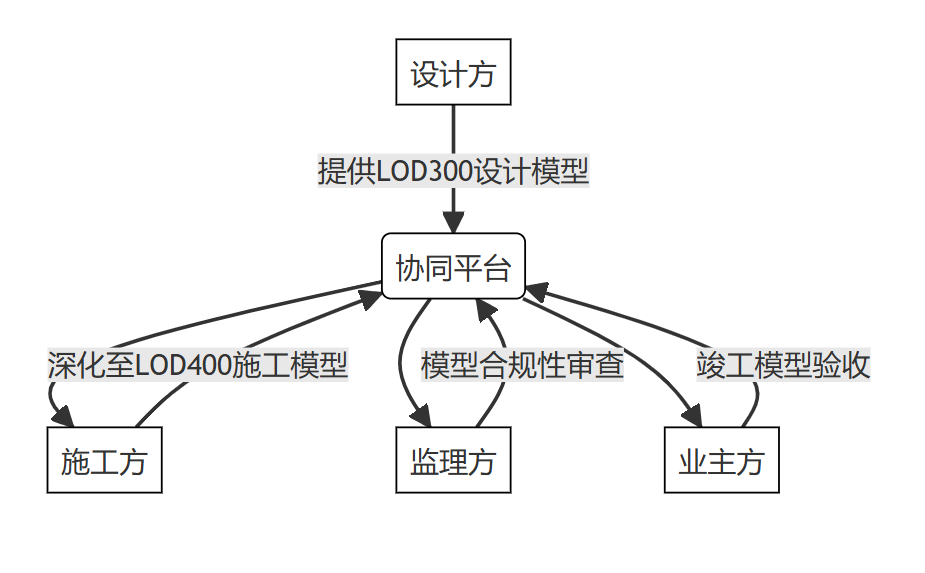 设计方
提供LOD300设计模型
协同平台
深化至LOD400施工模型
模型合规性审查
竣工模型验收
施工方
监理方
业主方